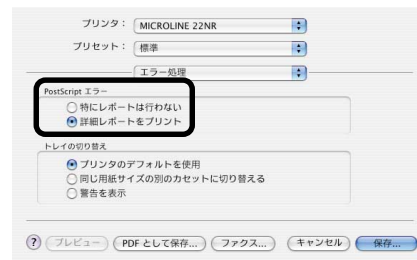 プリンタ： MICROLINE 22NR
プリセット： 標準
エラー処理
PostScript エラー
特にレポートは行わない
詳細レポートをプリント
トレイの切り替え
プリンタのデフォルトを使用
同じ用紙サイズの別のカセットに切り替える
警告を表示
? プレビュー PDF として保存... ファクス... キャンセル 保存...